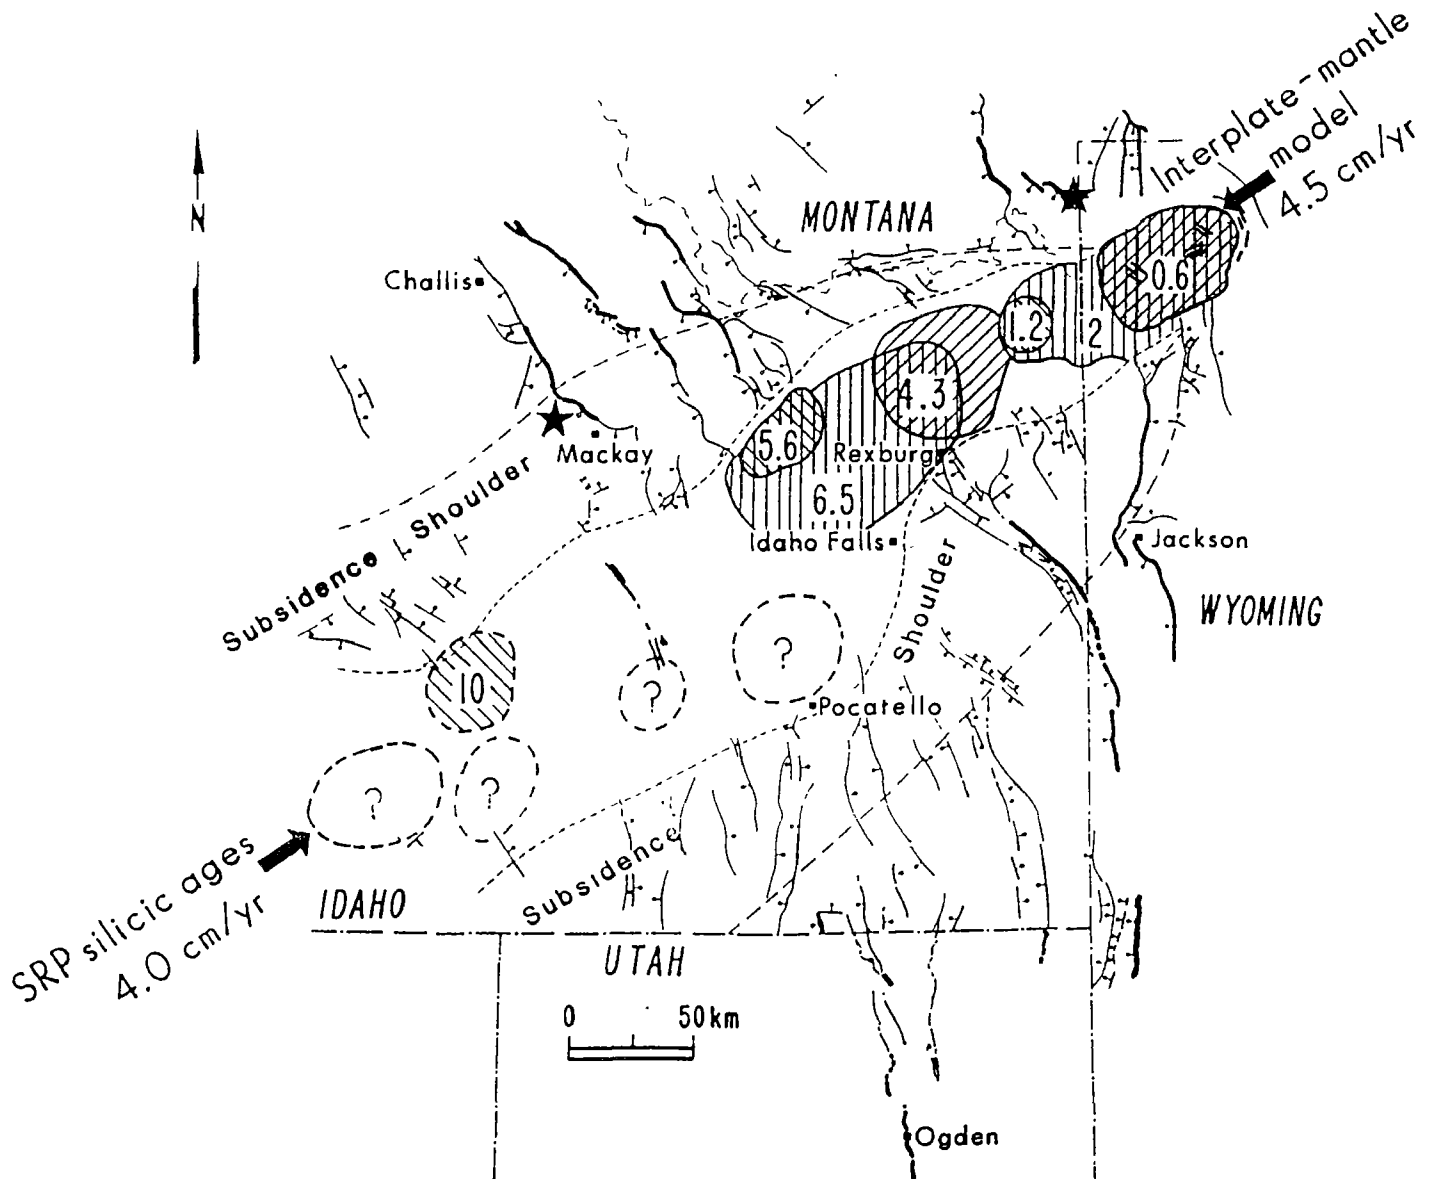 Interplate-mantle
model
4.5 cm/yr
N
MONTANA
Challis
0.6
1.2
2
4.3
5.6
Rexburg
Mackay
6.5
Subsidence Shoulder
Idaho Falls
Jackson
WYOMING
Shoulder
?
?
10
Pocatello
?
?
Subsidence
SRP silicic ages
4.0 cm/yr
IDAHO
UTAH
0 50km
Ogden